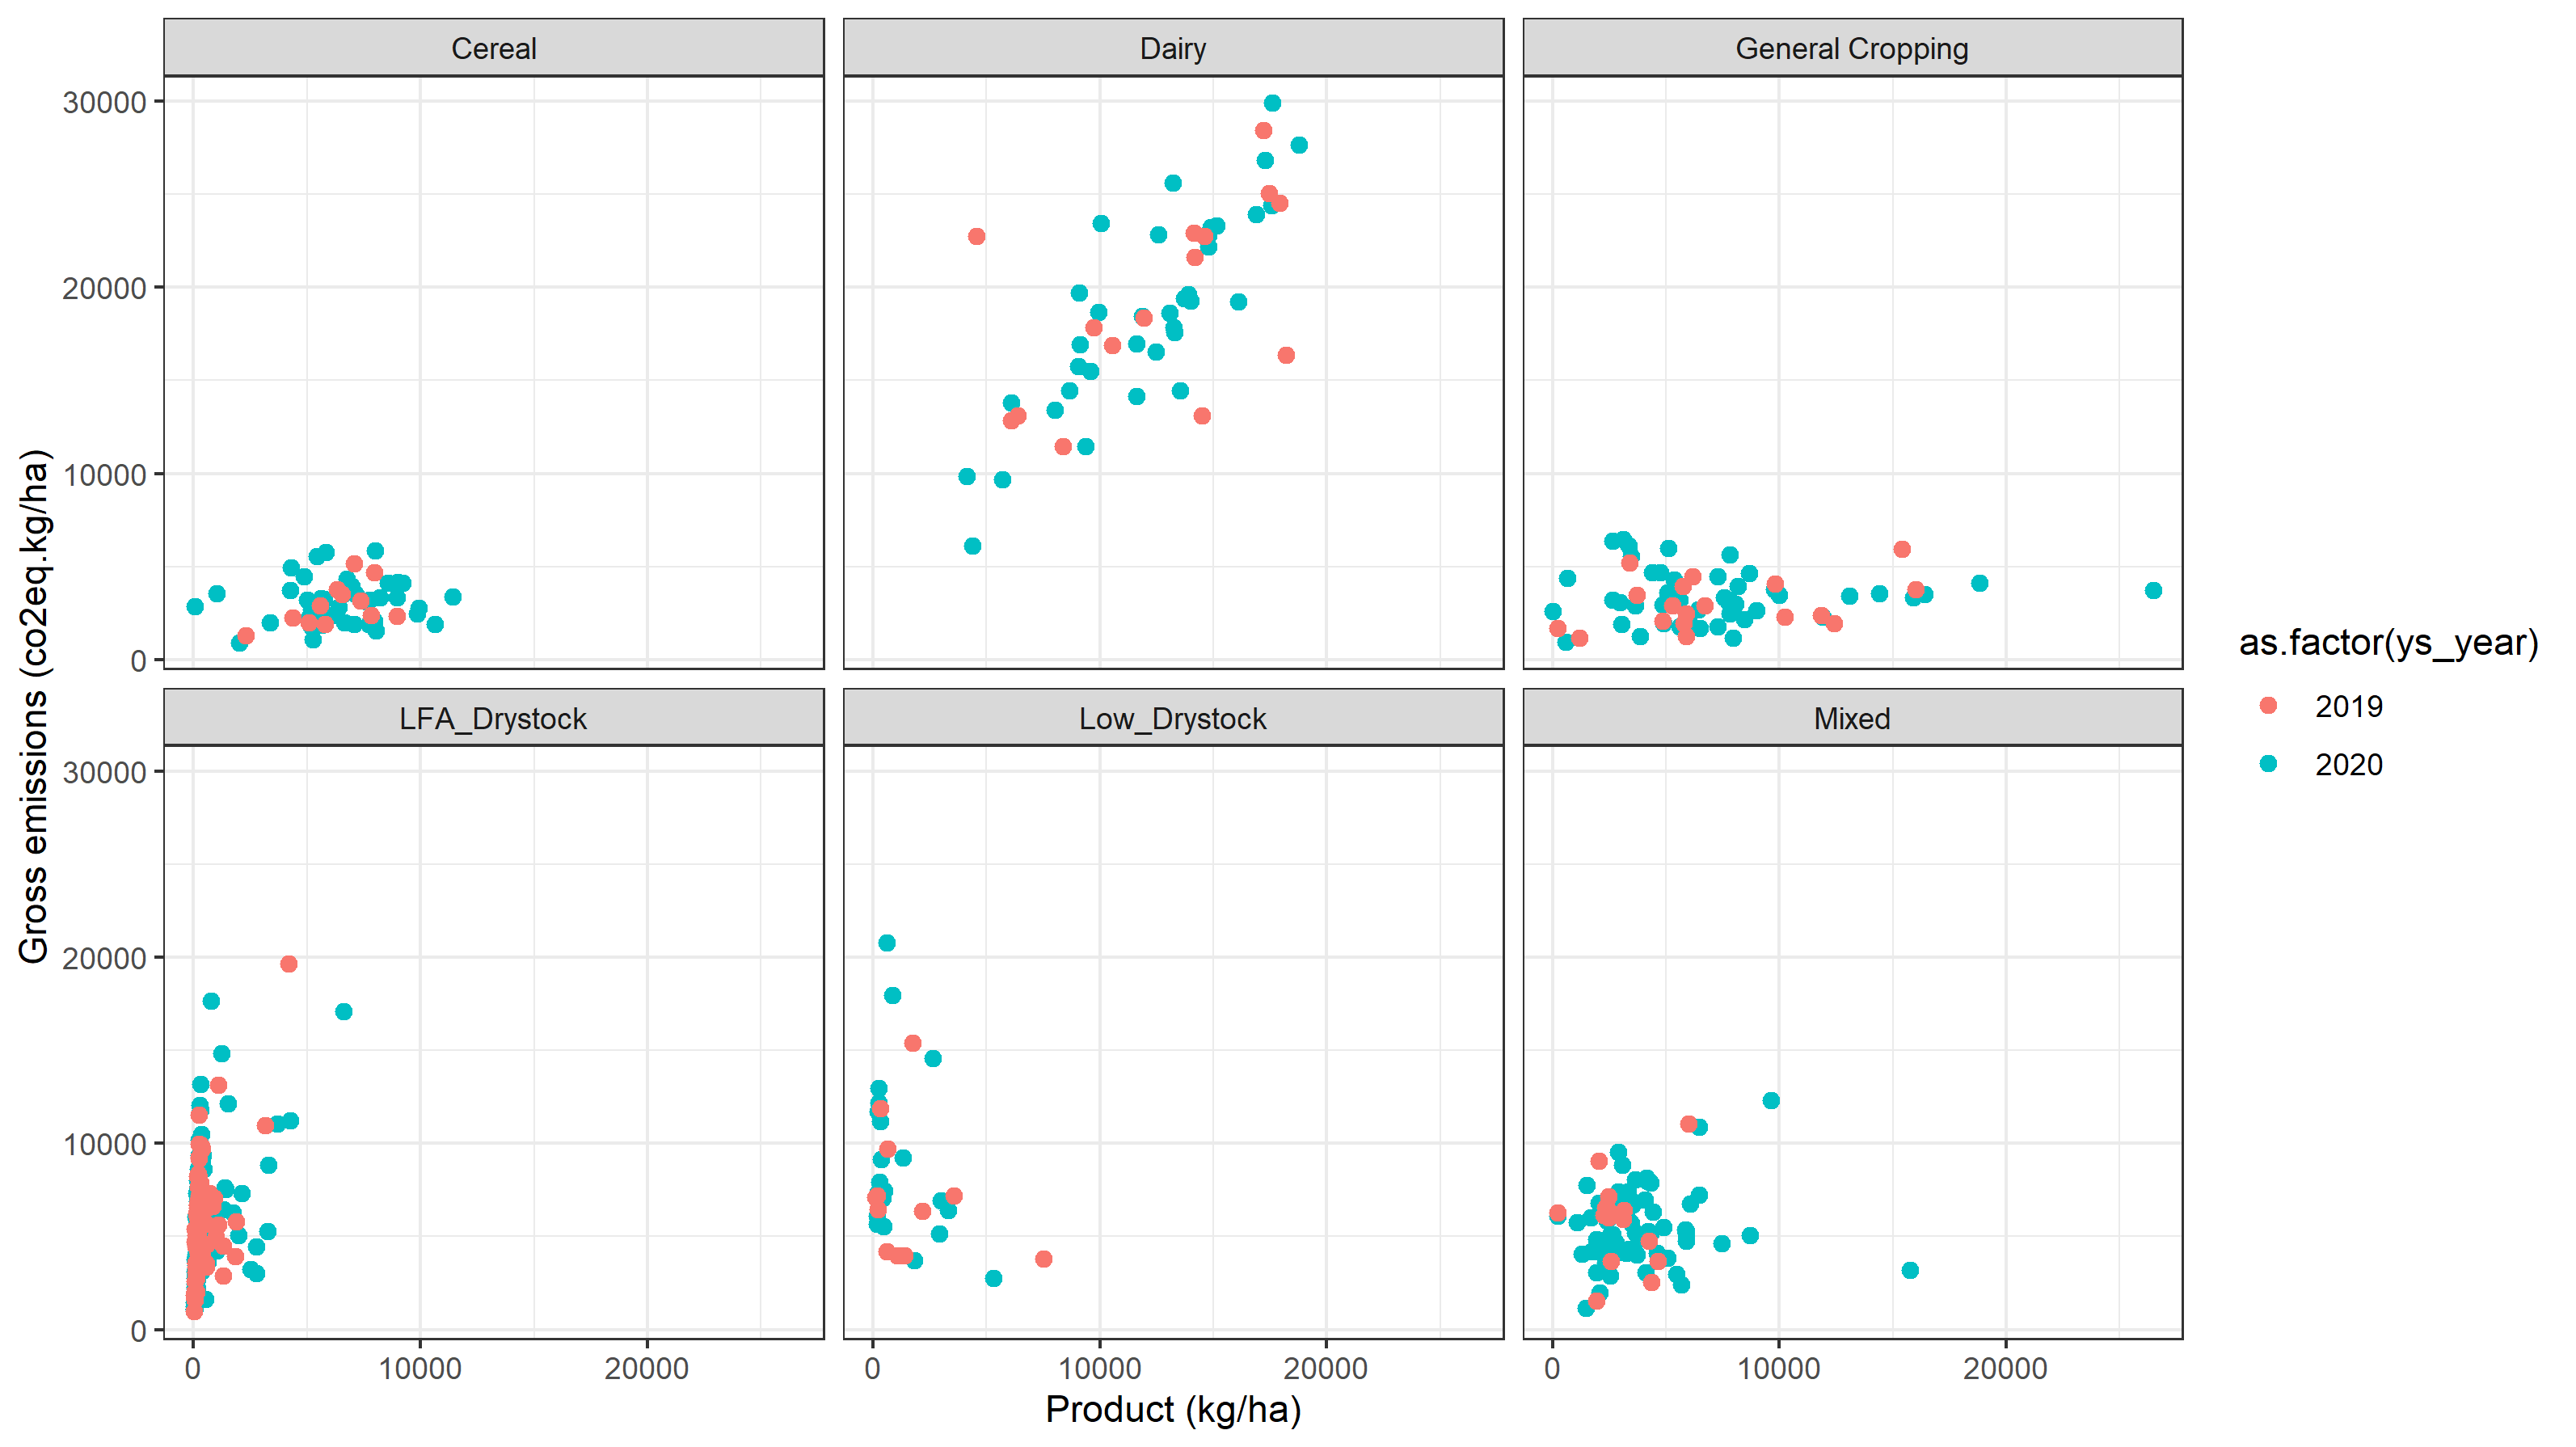 Cereal
Dairy
General Cropping
30000
20000
10000
0
LFA_Drystock
Low_Drystock
Mixed
30000
20000
10000
0
0
10000
20000
0
10000
20000
0
10000
20000
Product (kg/ha)
Gross emissions (co2eq.kg/ha)
as.factor(ys_year)
2019
2020